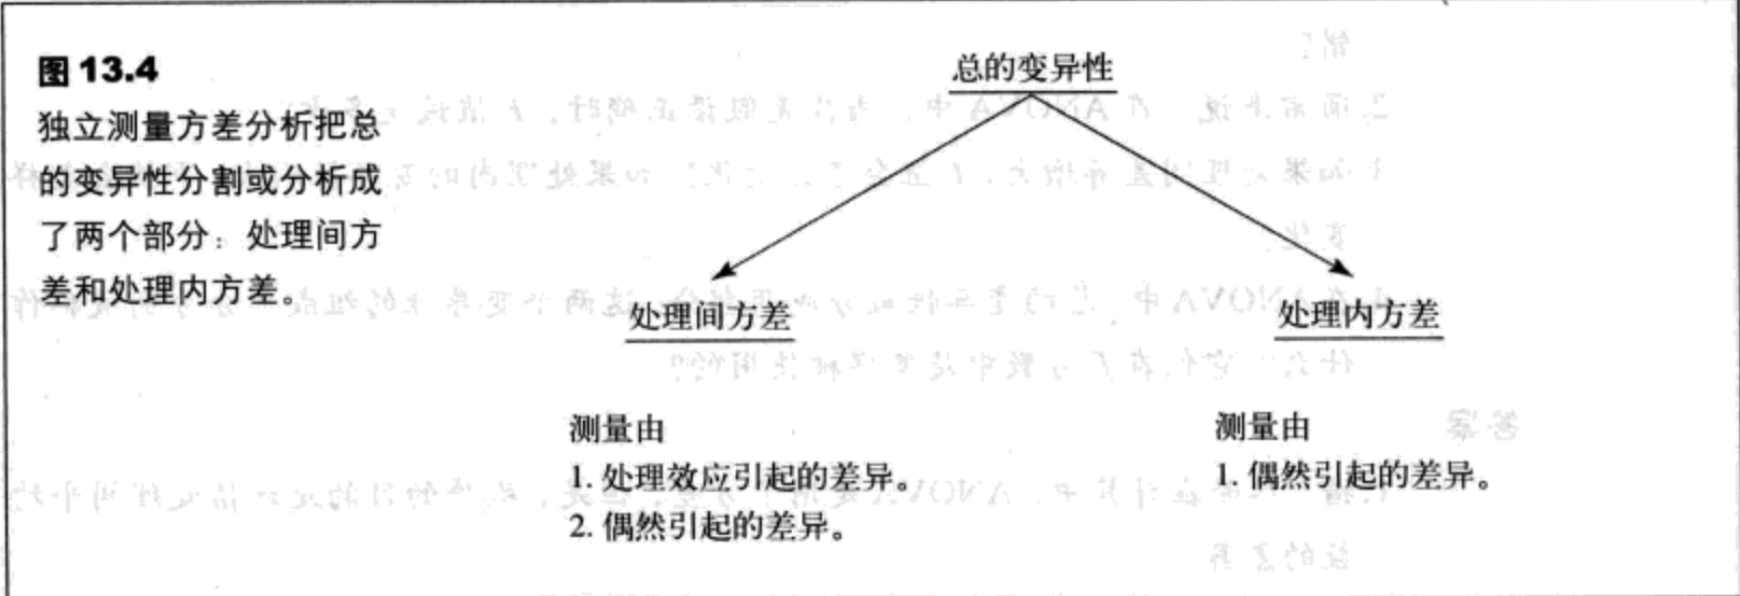 图 13.4
独立测量方差分析把总
的变异性分割或分析成
了两个部分：处理间方
差和处理内方差。
总的变异性
处理间方差
处理内方差
测量由
1. 处理效应引起的差异。
2. 偶然引起的差异。
测量由
1. 偶然引起的差异。